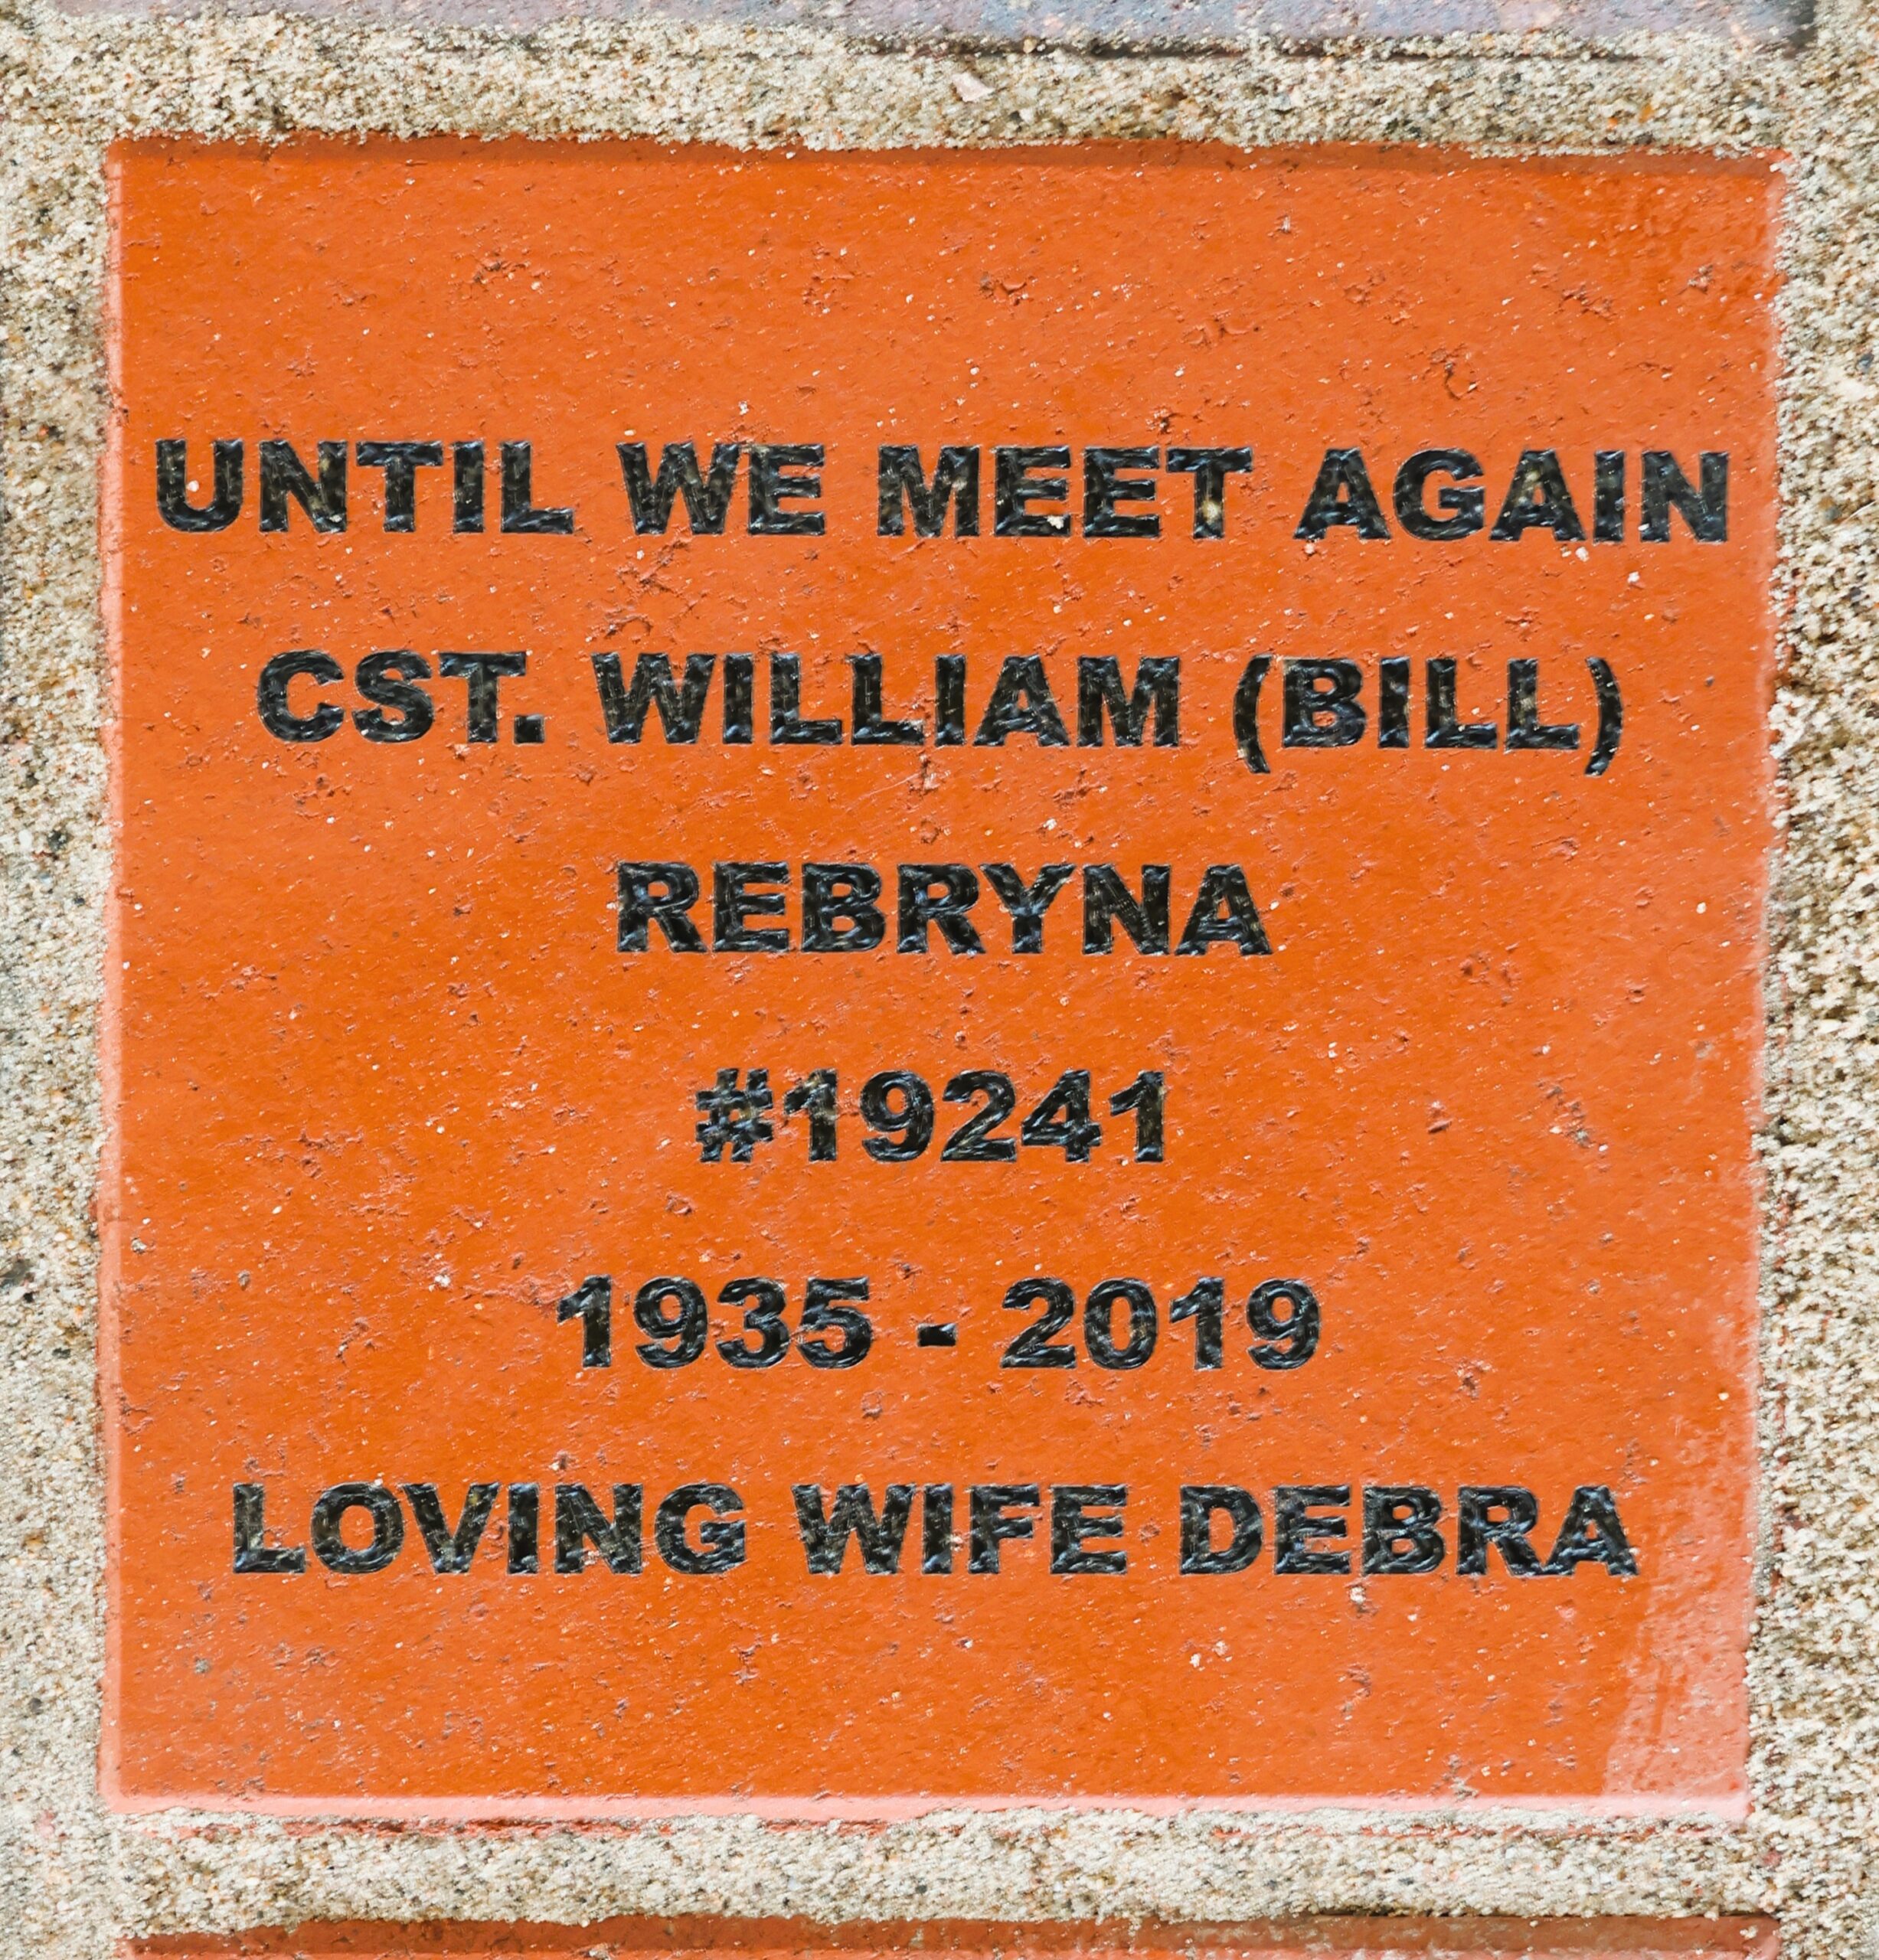 UNTIL WE MEET AGAIN
CST. WILLIAM (BILL)
REBRYNA
#19241
1935 - 2019
LOVING WIFE DEBRA